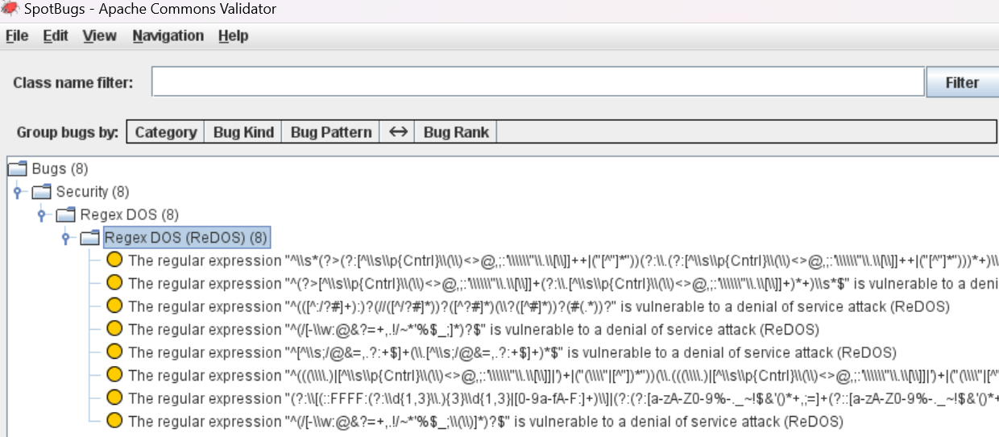 SpotBugs - Apache Commons Validator
File Edit View Navigation Help
Class name filter: Filter
Group bugs by: Category Bug Kind Bug Pattern ↔ Bug Rank
Bugs (8)
Security (8)
Regex DOS (8)
Regex DOS (ReDOS) (8)
The regular expression "^\\s*(?>(?:[^\\s\\p{Cntrl}\\(\\)<>@,;:'\\\\\\"\\.\\[\\]]++|("[^"]*"))(?:\\.(?:[^\\s\\p{Cntrl}\\(\\)<>@,;:'\\\\\\"\\.\\[\\]]++|("[^"]*")))*+)\\
The regular expression "^(?>[^\\s\\p{Cntrl}\\(\\)<>@,;:'\\\\\\"\\.\\[\\]]+(?:\\.[^\\s\\p{Cntrl}\\(\\)<>@,;:'\\\\\\"\\.\\[\\]]+)*+)\\s*$" is vulnerable to a deni
The regular expression "^(([^:/?#]+):)?(//([^/?#]*))?([^?#]*)(\\?([^#]*))?(#(.*))?" is vulnerable to a denial of service attack (ReDOS)
The regular expression "^(/[-\\w:@&?=+,.!/~*'%$_;]*)?$" is vulnerable to a denial of service attack (ReDOS)
The regular expression "^[^\\s;/@&=,.?:+$]+(\\.[^\\s;/@&=,.?:+$]+)*$" is vulnerable to a denial of service attack (ReDOS)
The regular expression "^(((\\\\.)|[^\\s\\p{Cntrl}\\(\\)<>@,;:'\\\\\\"\\.\\[\\]]|')+|("(\\\\"|[^"])*"))(\\.(((\\\\.)|[^\\s\\p{Cntrl}\\(\\)<>@,;:'\\\\\\"\\.\\[\\]]|')+|("(\\\\"|[^"
The regular expression "(?:\\[(::FFFF:(?:\\d{1,3}\\.){3}\\d{1,3}|[0-9a-fA-F:]+)\\]|(?:(?:[a-zA-Z0-9%-._~!$&'()*+,;=]+(?::[a-zA-Z0-9%-._~!$&'()*+
The regular expression "^(/[-\\w:@&?=+,.!/~*'%$_;\\(\\)]*)?$" is vulnerable to a denial of service attack (ReDOS)